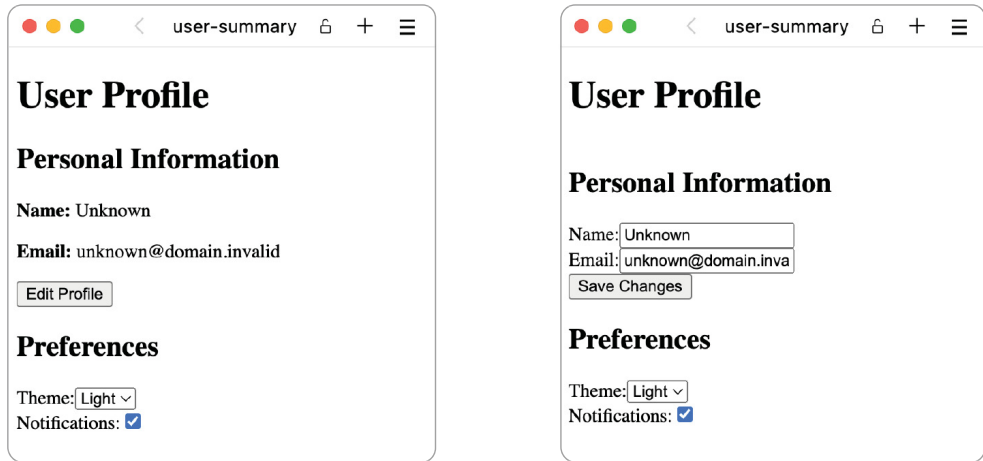 user-summary
User Profile
Personal Information
Name: Unknown
Email: unknown@domain.invalid
Edit Profile
Preferences
Theme: Light
Notifications:
user-summary
User Profile
Personal Information
Name: Unknown
Email: unknown@domain.inva
Save Changes
Preferences
Theme: Light
Notifications: